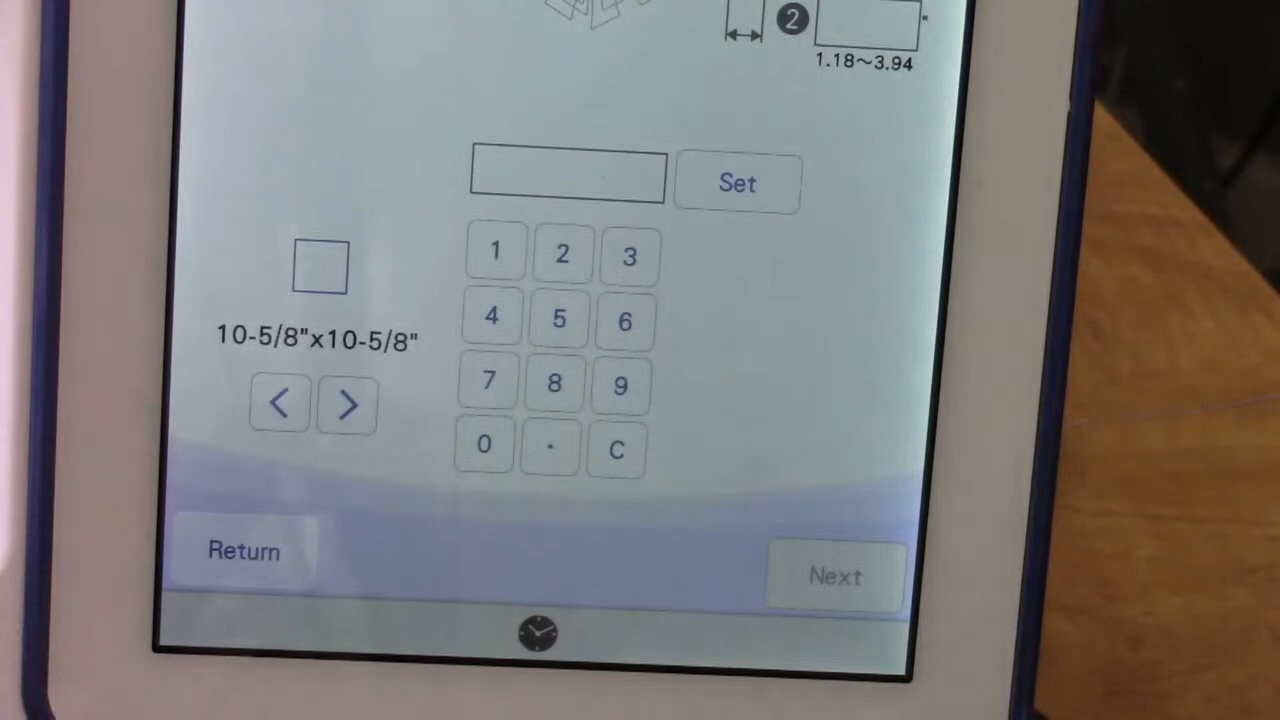 2 "
1.18~3.94
Set
1 2 3
4 5 6
10-5/8"x10-5/8"
7 8 9
< >
0 . C
Return
Next